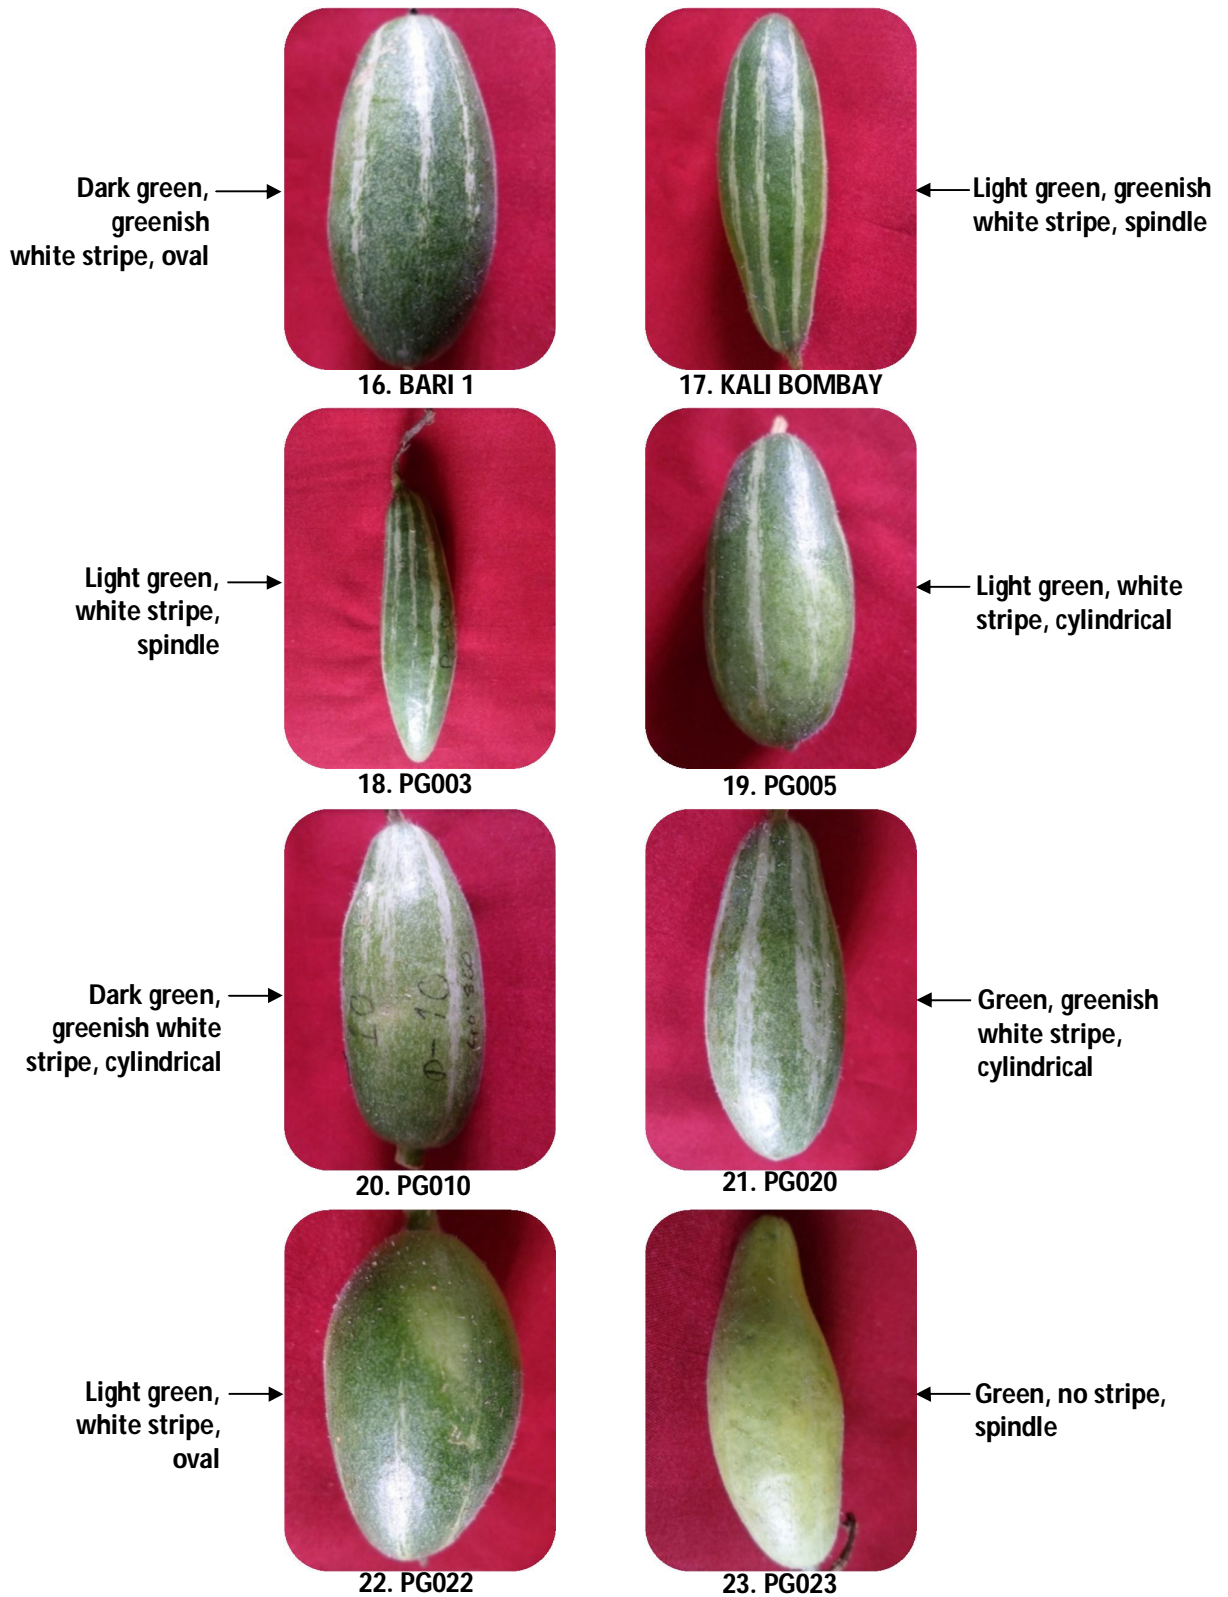 Dark green,
greenish
white stripe, oval
16. BARI 1
Light green, greenish
white stripe, spindle
17. KALI BOMBAY
Light green,
white stripe,
spindle
18. PG003
Light green, white
stripe, cylindrical
19. PG005
Dark green,
greenish white
stripe, cylindrical
20. PG010
Green, greenish
white stripe,
cylindrical
21. PG020
Light green,
white stripe,
oval
22. PG022
Green, no stripe,
spindle
23. PG023